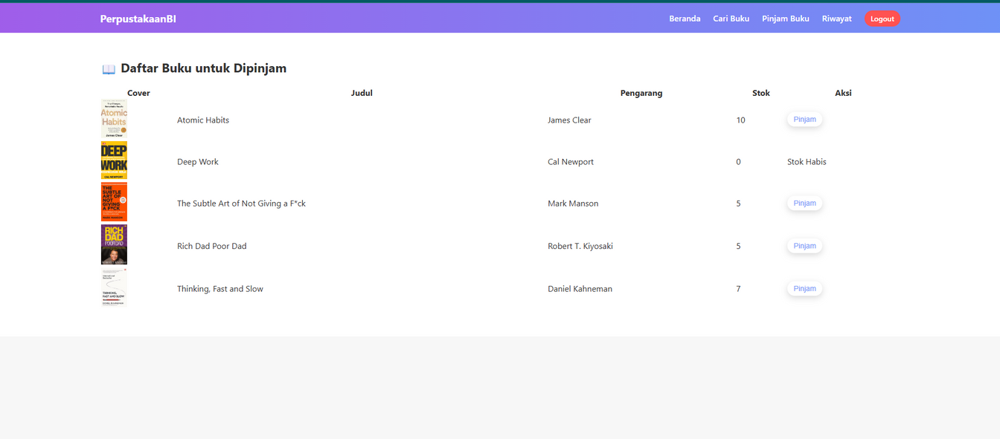 PerpustakaanBI Beranda Cari Buku Pinjam Buku Riwayat Logout
Daftar Buku untuk Dipinjam
Cover Judul Pengarang Stok Aksi
Atomic
Habits
James Clear
Atomic Habits James Clear 10 Pinjam
DEEP
WORK
CAL NEWPORT
Deep Work Cal Newport 0 Stok Habis
THE
SUBTLE
ART OF
NOT
GIVING
A F*CK
MARK MANSON
The Subtle Art of Not Giving a F*ck Mark Manson 5 Pinjam
RICH
DAD
POOR DAD
Rich Dad Poor Dad Robert T. Kiyosaki 5 Pinjam
THINKING,
FAST AND SLOW
Thinking, Fast and Slow Daniel Kahneman 7 Pinjam